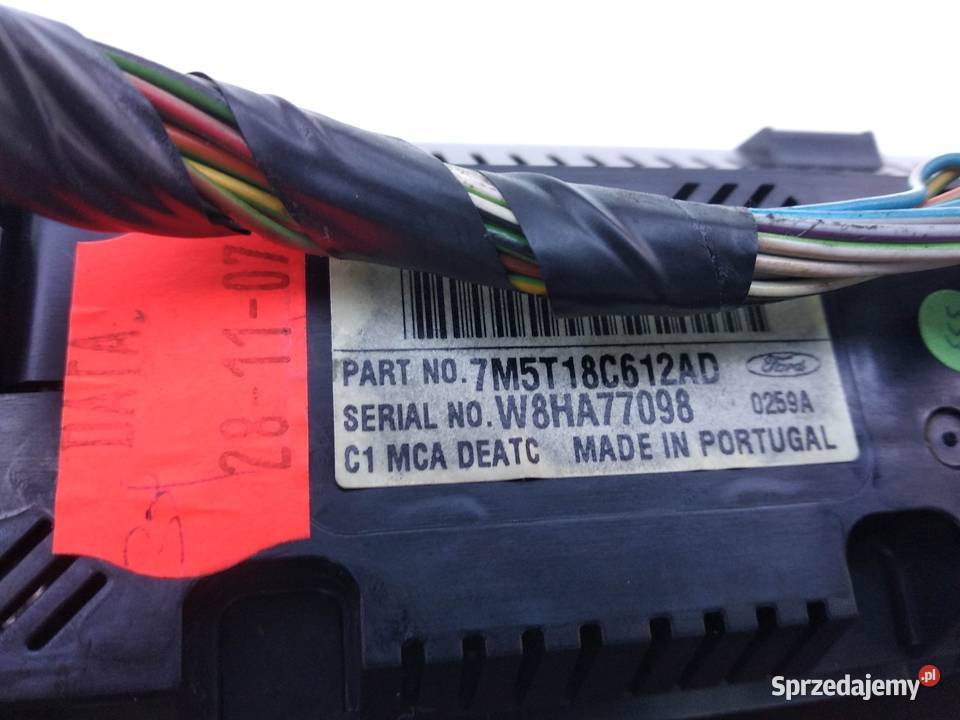 DATA.
28-11-07
PART NO. 7M5T18C612AD
Ford
SERIAL NO. W8HA77098
0259A
C1 MCA DEATC MADE IN PORTUGAL
Sprzedajemy.pl